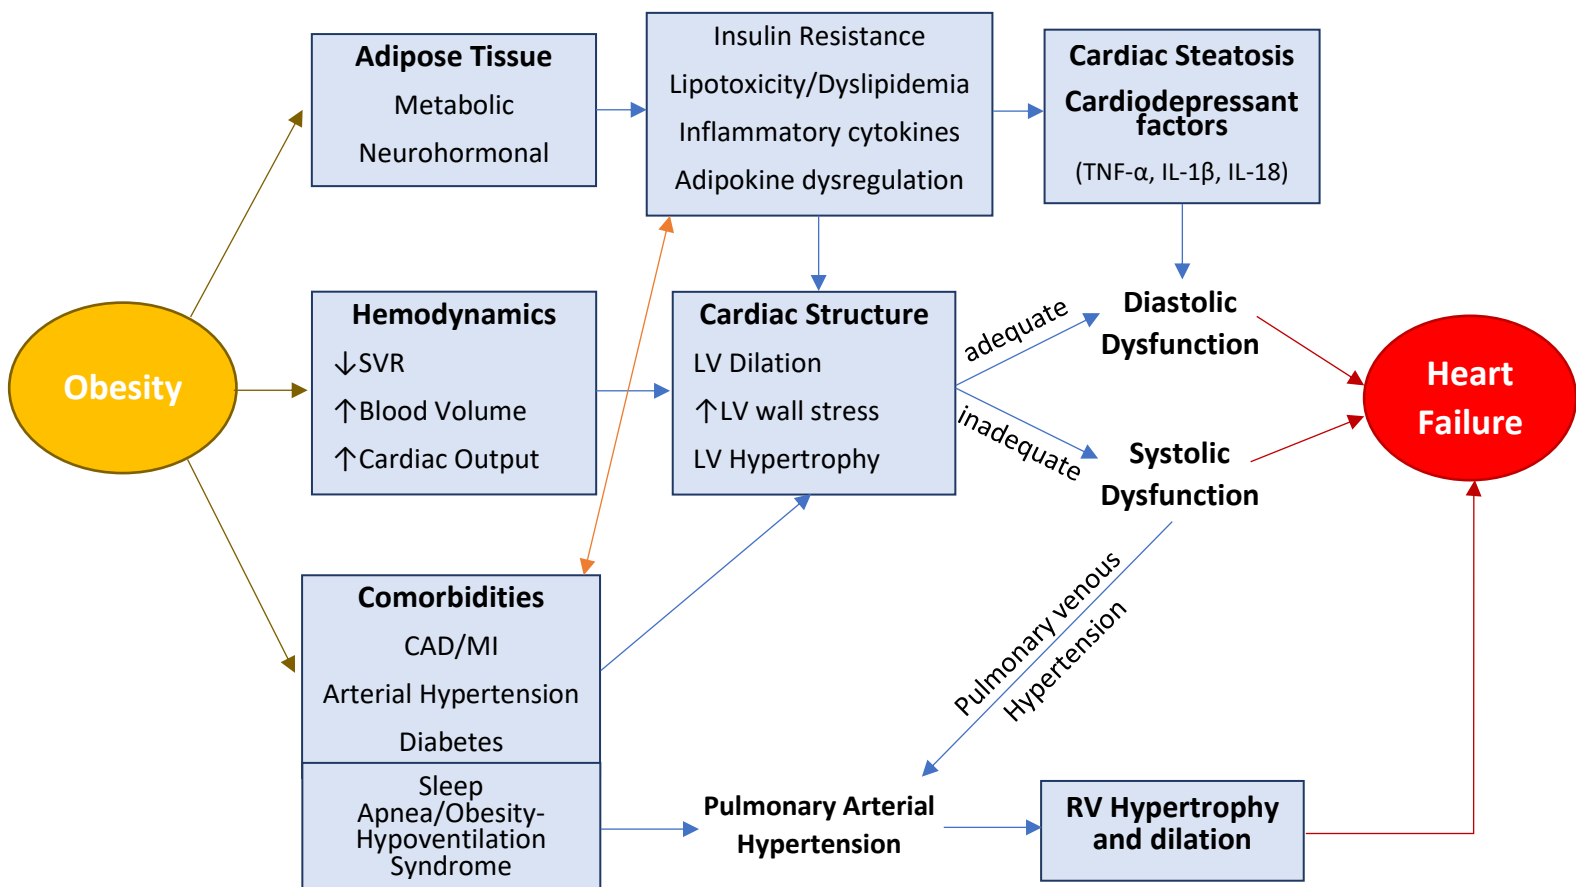 Obesity
Adipose Tissue
Metabolic
Neurohormonal
Insulin Resistance
Lipotoxicity/Dyslipidemia
Inflammatory cytokines
Adipokine dysregulation
Cardiac Steatosis
Cardiodepressant
factors
(TNF-α, IL-1β, IL-18)
Hemodynamics
↓SVR
↑Blood Volume
↑Cardiac Output
Cardiac Structure
LV Dilation
↑LV wall stress
LV Hypertrophy
adequate
inadequate
Diastolic
Dysfunction
Systolic
Dysfunction
Heart
Failure
Comorbidities
CAD/MI
Arterial Hypertension
Diabetes
Sleep
Apnea/Obesity-
Hypoventilation
Syndrome
Pulmonary venous
Hypertension
Pulmonary Arterial
Hypertension
RV Hypertrophy
and dilation